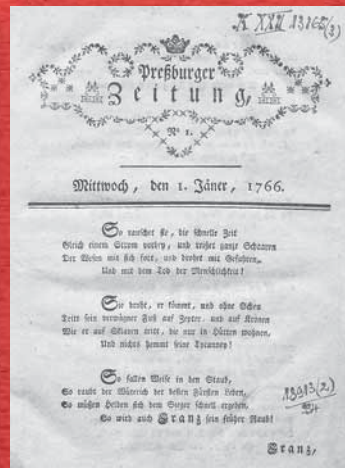 A XXII 13165(2)
Preßburger
Zeitung,
Nº 1.
Mittwoch, den 1. Jäner, 1766.
So rauschet sie, die schnelle Zeit
Gleich einem Strom vorbey, und reißet ganze Schaaren
Der Wesen mit sich fort, und drohet mit Gefahren,
Und mit dem Tod der Menschlichkeit!
Sie droht, er kömmt, und ohne Scheu
Tritt sein verwägner Fuß auf Zepter, und auf Kronen
Wie er auf Sklaven tritt, die nur in Hütten wohnen,
Und nichts hemmt seine Tyranney!
So fallen Weise in den Staub,
So raubt der Wüterich der besten Fürsten Leben,
So müßen Helden sich dem Sieger schnell ergeben,
So wird auch Franz sein früher Raub!
13913(2)
Franz,